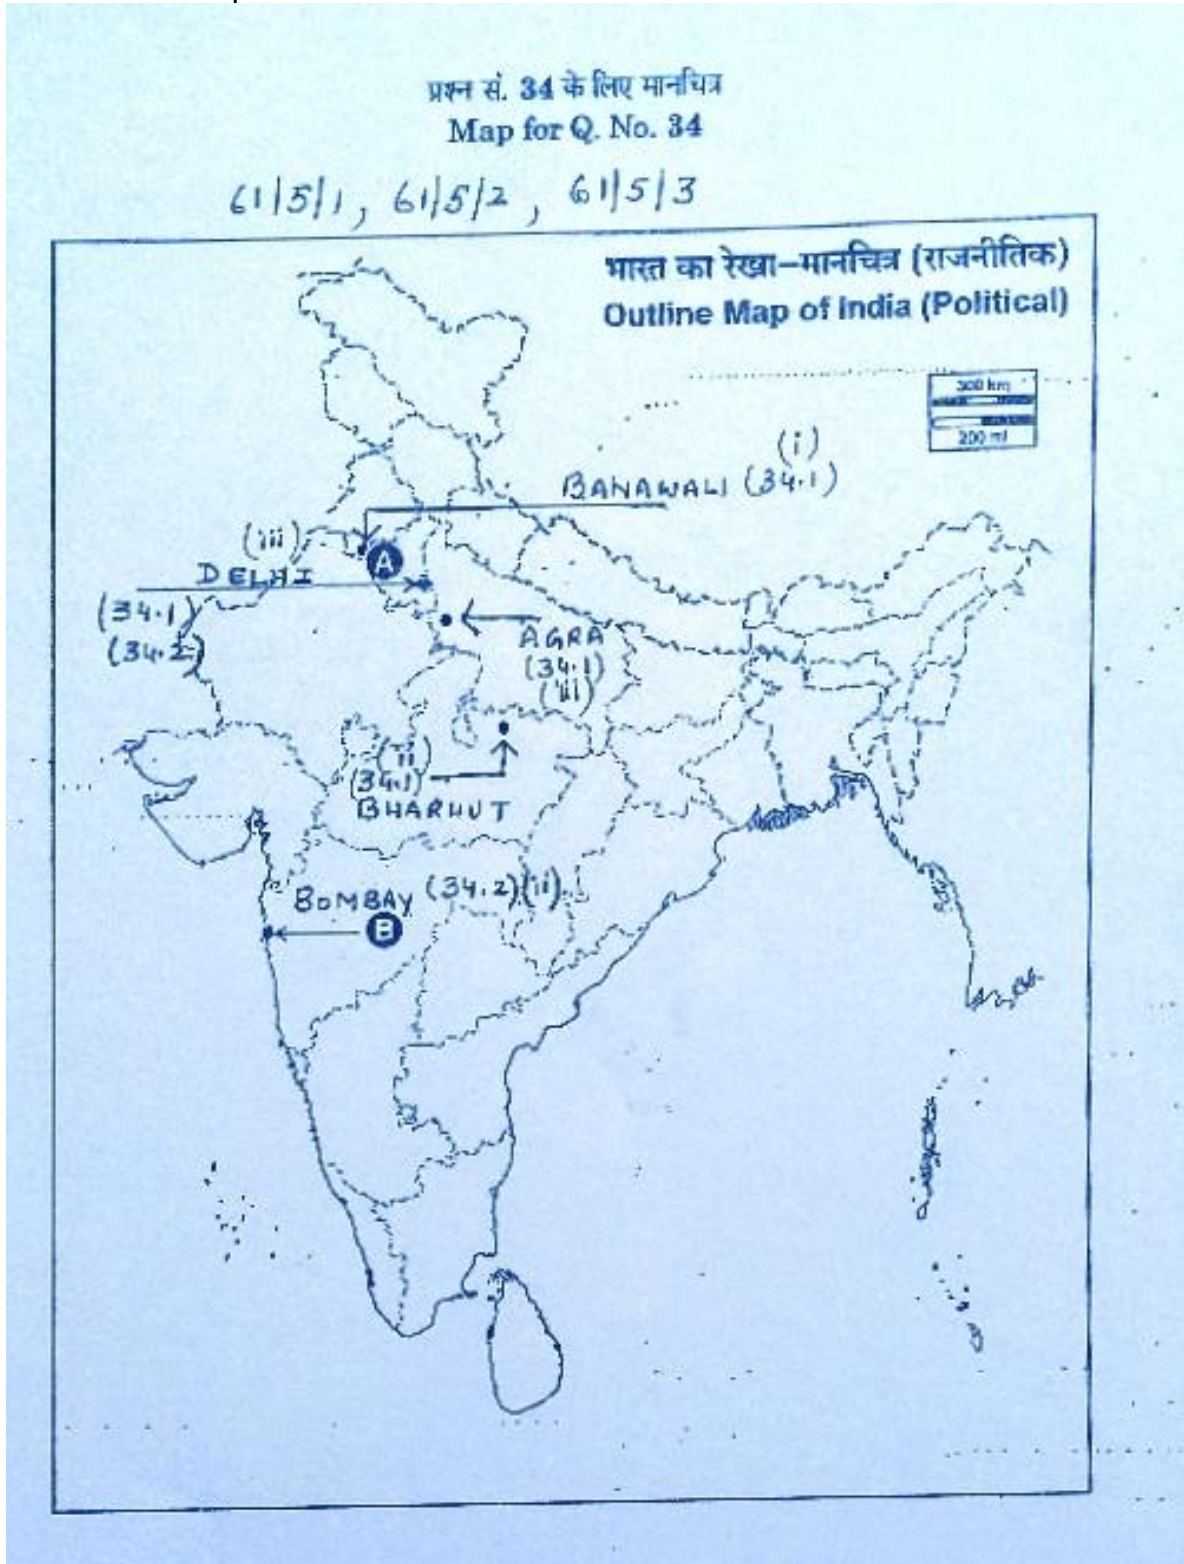 प्रश्न सं. 34 के लिए मानचित्र
Map for Q. No. 34
61/5/1, 61/5/2, 61/5/3
भारत का रेखा-मानचित्र (राजनीतिक)
Outline Map of India (Political)
300 km
200 mi
(i)
BANAWALI (34.1)
(iii)
A
DELHI
(34.1)
(34.2)
AGRA
(34.1)
(iii)
(ii)
(34.1)
BHARHUT
BOMBAY (34.2)(ii)
B